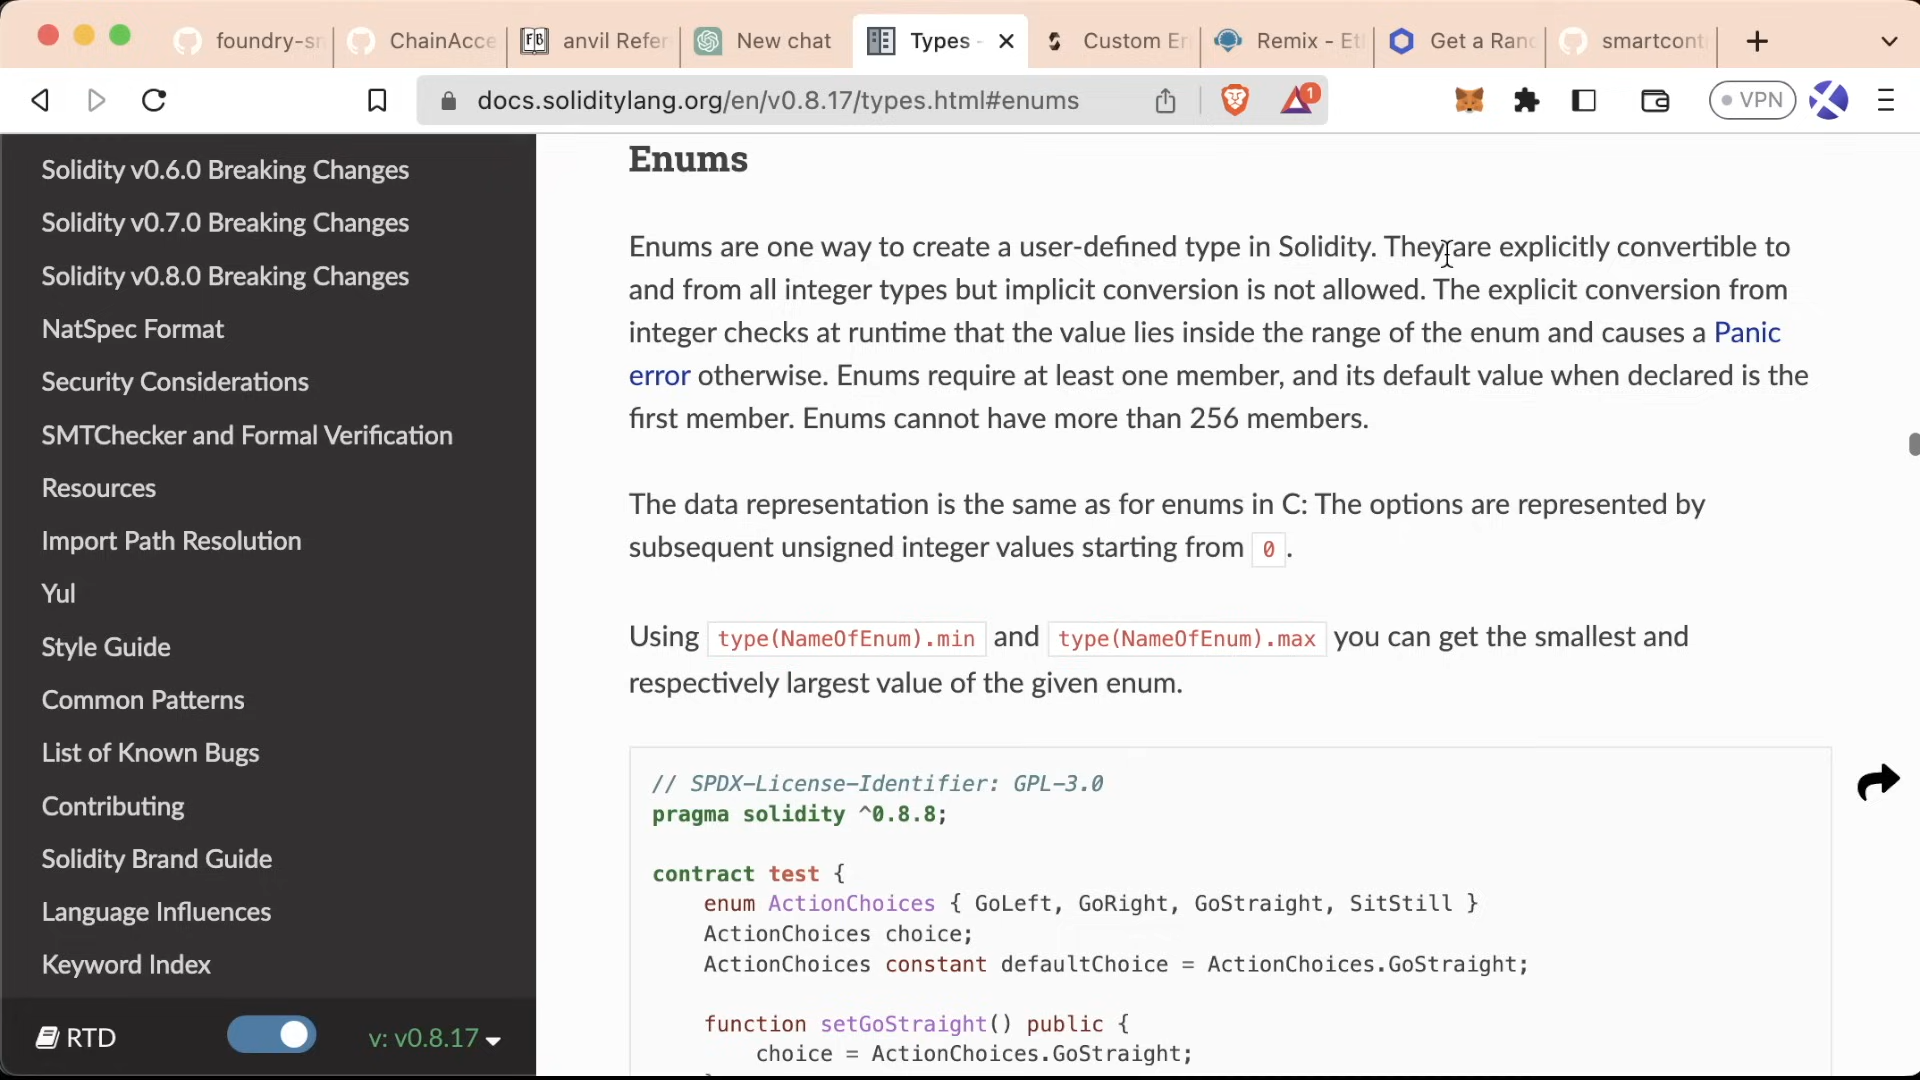 foundry-sn
ChainAcce
anvil Refer
New chat
Types -
Custom Er
Remix - Et
Get a Ran
smartcont
docs.soliditylang.org/en/v0.8.17/types.html#enums
1
VPN
Solidity v0.6.0 Breaking Changes
Solidity v0.7.0 Breaking Changes
Solidity v0.8.0 Breaking Changes
NatSpec Format
Security Considerations
SMTChecker and Formal Verification
Resources
Import Path Resolution
Yul
Style Guide
Common Patterns
List of Known Bugs
Contributing
Solidity Brand Guide
Language Influences
Keyword Index
RTD
v: v0.8.17
Enums
Enums are one way to create a user-defined type in Solidity. They are explicitly convertible to
and from all integer types but implicit conversion is not allowed. The explicit conversion from
integer checks at runtime that the value lies inside the range of the enum and causes a Panic
error otherwise. Enums require at least one member, and its default value when declared is the
first member. Enums cannot have more than 256 members.
The data representation is the same as for enums in C: The options are represented by
subsequent unsigned integer values starting from 0.
Using type(NameOfEnum).min and type(NameOfEnum).max you can get the smallest and
respectively largest value of the given enum.
// SPDX-License-Identifier: GPL-3.0
pragma solidity ^0.8.8;
contract test {
enum ActionChoices { GoLeft, GoRight, GoStraight, SitStill }
ActionChoices choice;
ActionChoices constant defaultChoice = ActionChoices.GoStraight;
function setGoStraight() public {
choice = ActionChoices.GoStraight;